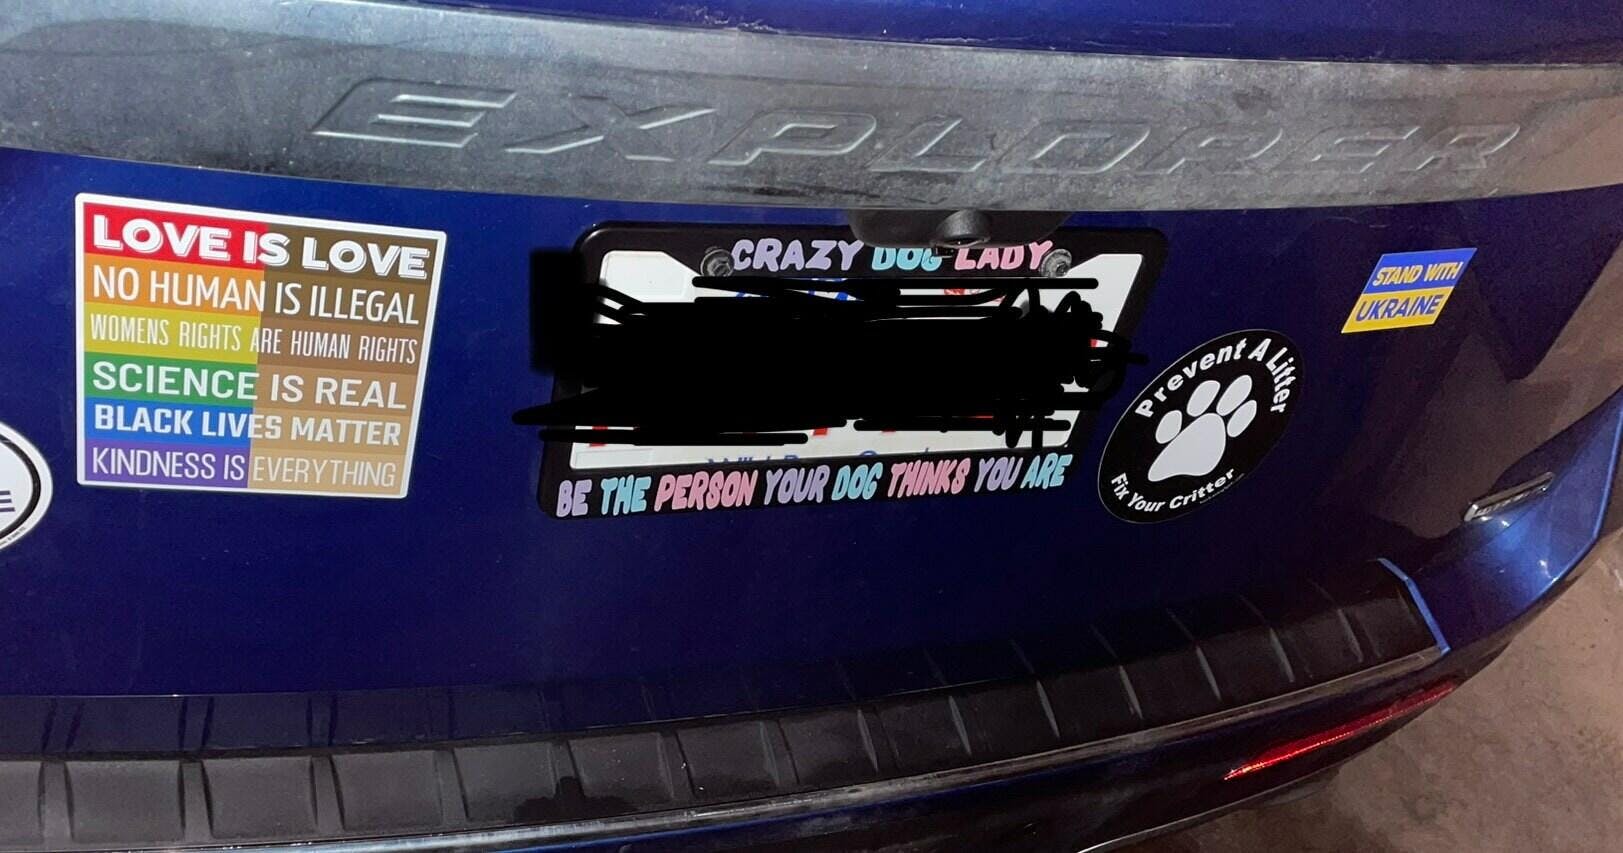 EXPLORER
LOVE IS LOVE
NO HUMAN IS ILLEGAL
WOMENS RIGHTS ARE HUMAN RIGHTS
SCIENCE IS REAL
BLACK LIVES MATTER
KINDNESS IS EVERYTHING
CRAZY DOG LADY
BE THE PERSON YOUR DOG THINKS YOU ARE
Prevent A Litter
Fix Your Critter
STAND WITH
UKRAINE